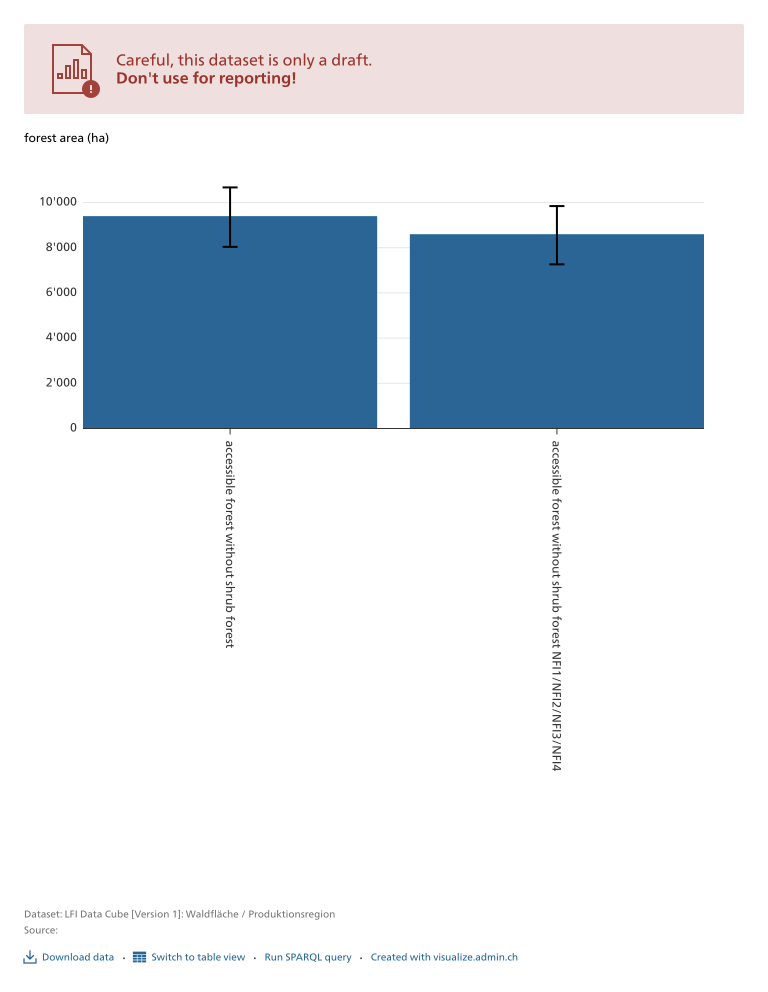 Careful, this dataset is only a draft.
Don't use for reporting!
forest area (ha)
10'000
8'000
6'000
4'000
2'000
0
accessible forest without shrub forest
accessible forest without shrub forest NFI1/NFI2/NFI3/NFI4
Dataset: LFI Data Cube [Version 1]: Waldfläche / Produktionsregion
Source:
Download data · Switch to table view · Run SPARQL query · Created with visualize.admin.ch